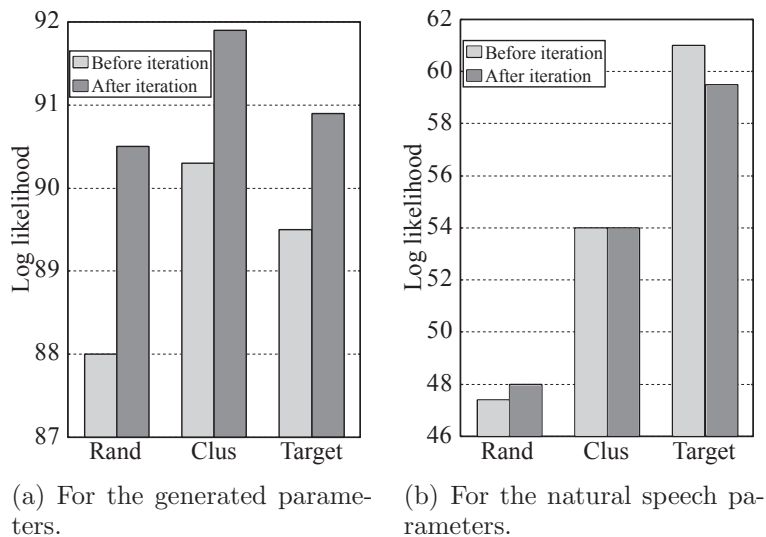 92
91
90
89
88
87
Log likelihood
Before iteration
After iteration
Rand Clus Target
(a) For the generated parame-
ters.
62
60
58
56
54
52
50
48
46
Log likelihood
Before iteration
After iteration
Rand Clus Target
(b) For the natural speech pa-
rameters.